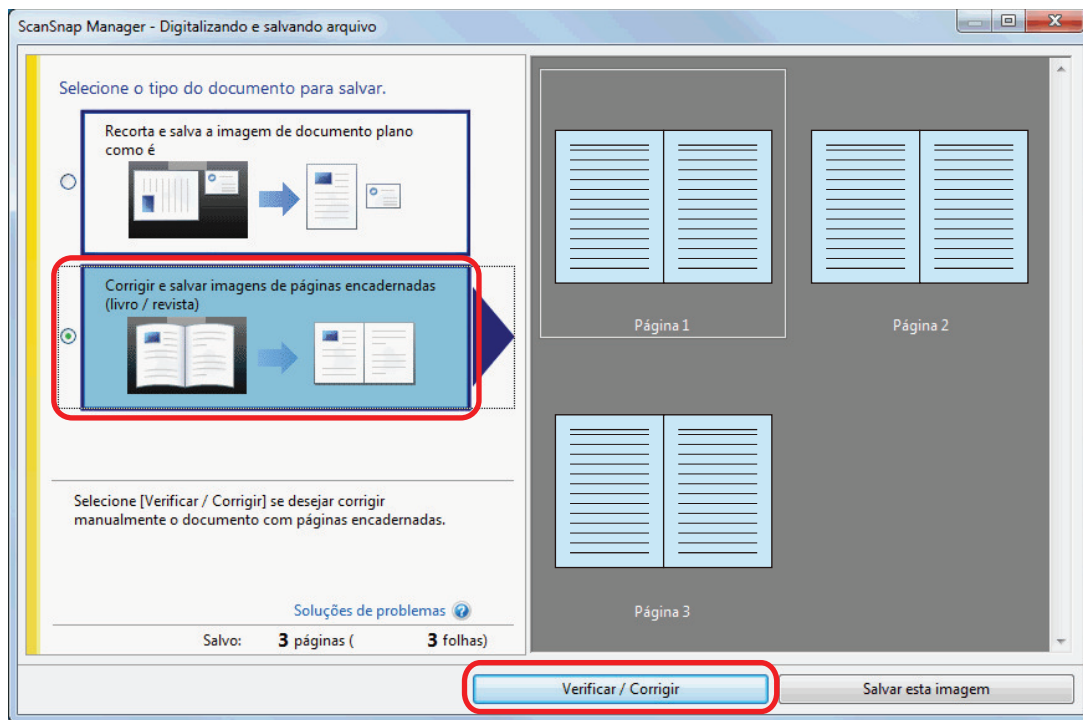 ScanSnap Manager - Digitalizando e salvando arquivo
Selecione o tipo do documento para salvar.
Recorta e salva a imagem de documento plano
como é
Corrigir e salvar imagens de páginas encadernadas
(livro / revista)
Selecione [Verificar / Corrigir] se desejar corrigir
manualmente o documento com páginas encadernadas.
Soluções de problemas
Salvo: 3 páginas ( 3 folhas)
Página 1
Página 2
Página 3
Verificar / Corrigir
Salvar esta imagem